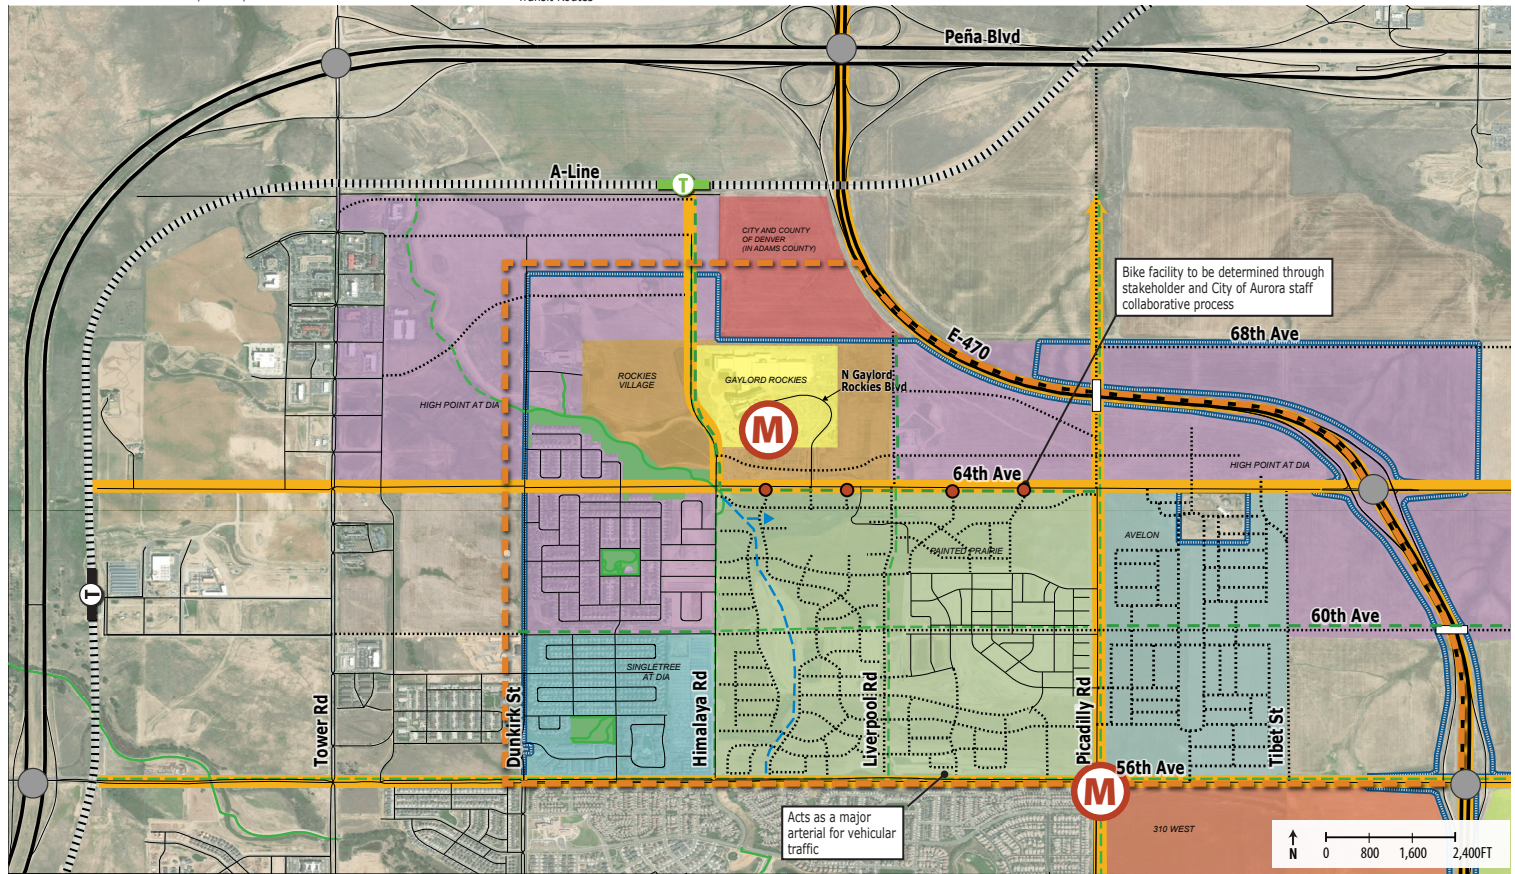 Transit Routes
Peña Blvd
A-Line
T
CITY AND COUNTY
OF DENVER
(IN ADAMS COUNTY)
Bike facility to be determined through
stakeholder and City of Aurora staff
collaborative process
E-470
68th Ave
ROCKIES
VILLAGE
GAYLORD ROCKIES
N Gaylord
Rockies Blvd
HIGH POINT AT DIA
M
64th Ave
HIGH POINT AT DIA
AVELON
PAINTED PRAIRIE
T
60th Ave
SINGLETREE
AT DIA
Tower Rd
Dunkirk St
Himalaya Rd
Liverpool Rd
Picadilly Rd
Tibet St
56th Ave
M
Acts as a major
arterial for vehicular
traffic
310 WEST
N
0 800 1,600 2,400FT